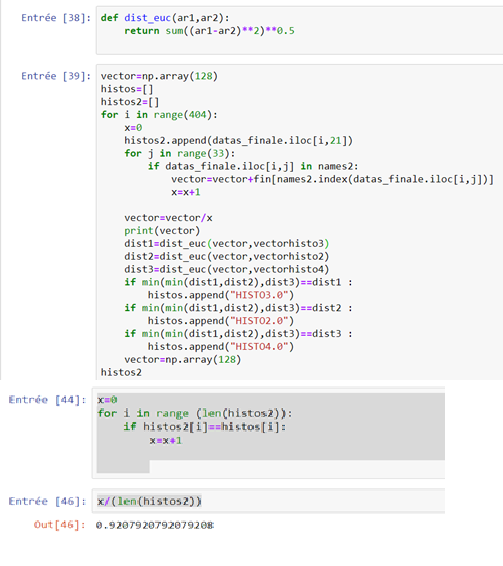 Entrée [38]: def dist_euc(ar1,ar2):
    return sum((ar1-ar2)**2)**0.5
Entrée [39]: vector=np.array(128)
histos=[]
histos2=[]
for i in range(404):
    x=0
    histos2.append(datas_finale.iloc[i,21])
    for j in range(33):
        if datas_finale.iloc[i,j] in names2:
            vector=vector+fin[names2.index(datas_finale.iloc[i,j])]
            x=x+1
    vector=vector/x
    print(vector)
    dist1=dist_euc(vector,vectorhisto3)
    dist2=dist_euc(vector,vectorhisto2)
    dist3=dist_euc(vector,vectorhisto4)
    if min(min(dist1,dist2),dist3)==dist1 :
        histos.append("HISTO3.0")
    if min(min(dist1,dist2),dist3)==dist2 :
        histos.append("HISTO2.0")
    if min(min(dist1,dist2),dist3)==dist3 :
        histos.append("HISTO4.0")
    vector=np.array(128)
histos2
Entrée [44]: x=0
for i in range (len(histos2)):
    if histos2[i]==histos[i]:
        x=x+1
Entrée [46]: x/(len(histos2))
Out[46]: 0.9207920792079208